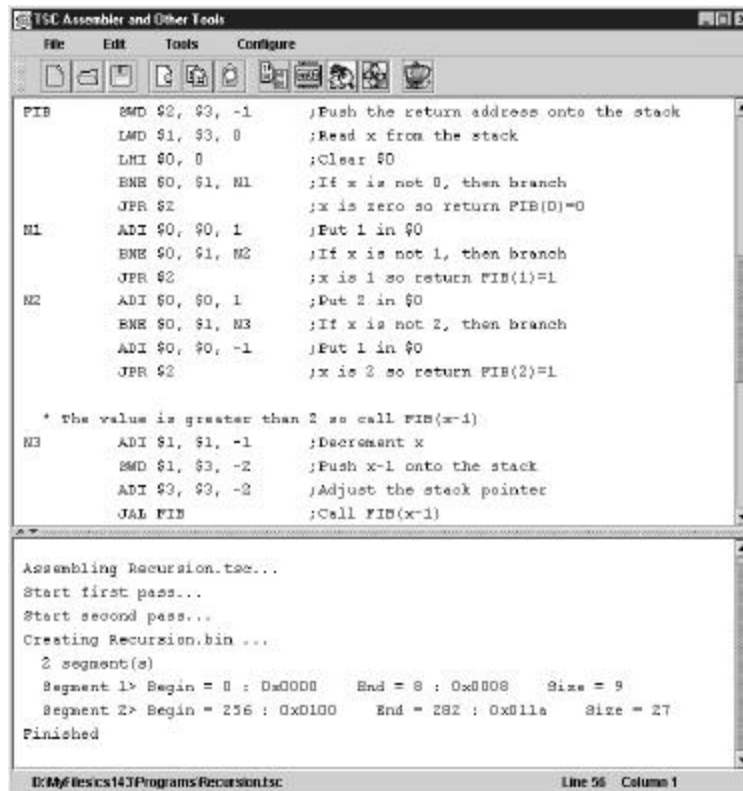 TSC Assembler and Other Tools
File Edit Tools Configure
FIB SWD $2, $3, -1 ;Push the return address onto the stack
LWD $1, $3, 0 ;Read x from the stack
LMI $0, 0 ;Clear $0
BNE $0, $1, N1 ;If x is not 0, then branch
JPR $2 ;x is zero so return FIB(0)=0
N1 ADI $0, $0, 1 ;Put 1 in $0
BNE $0, $1, N2 ;If x is not 1, then branch
JPR $2 ;x is 1 so return FIB(1)=1
N2 ADI $0, $0, 1 ;Put 2 in $0
BNE $0, $1, N3 ;If x is not 2, then branch
ADI $0, $0, -1 ;Put 1 in $0
JPR $2 ;x is 2 so return FIB(2)=1
* The value is greater than 2 so call FIB(x-1)
N3 ADI $1, $1, -1 ;Decrement x
SWD $1, $3, -2 ;Push x-1 onto the stack
ADI $3, $3, -2 ;Adjust the stack pointer
JAL FIB ;Call FIB(x-1)
Assembling Recursion.tsc...
Start first pass...
Start second pass...
Creating Recursion.bin ...
2 segment(s)
Segment 1> Begin = 0 : 0x0000 End = 8 : 0x0008 Size = 9
Segment 2> Begin = 256 : 0x0100 End = 282 : 0x011a Size = 27
Finished
D:\MyFiles\cs143\Programs\Recursion.tsc Line 56 Column 1